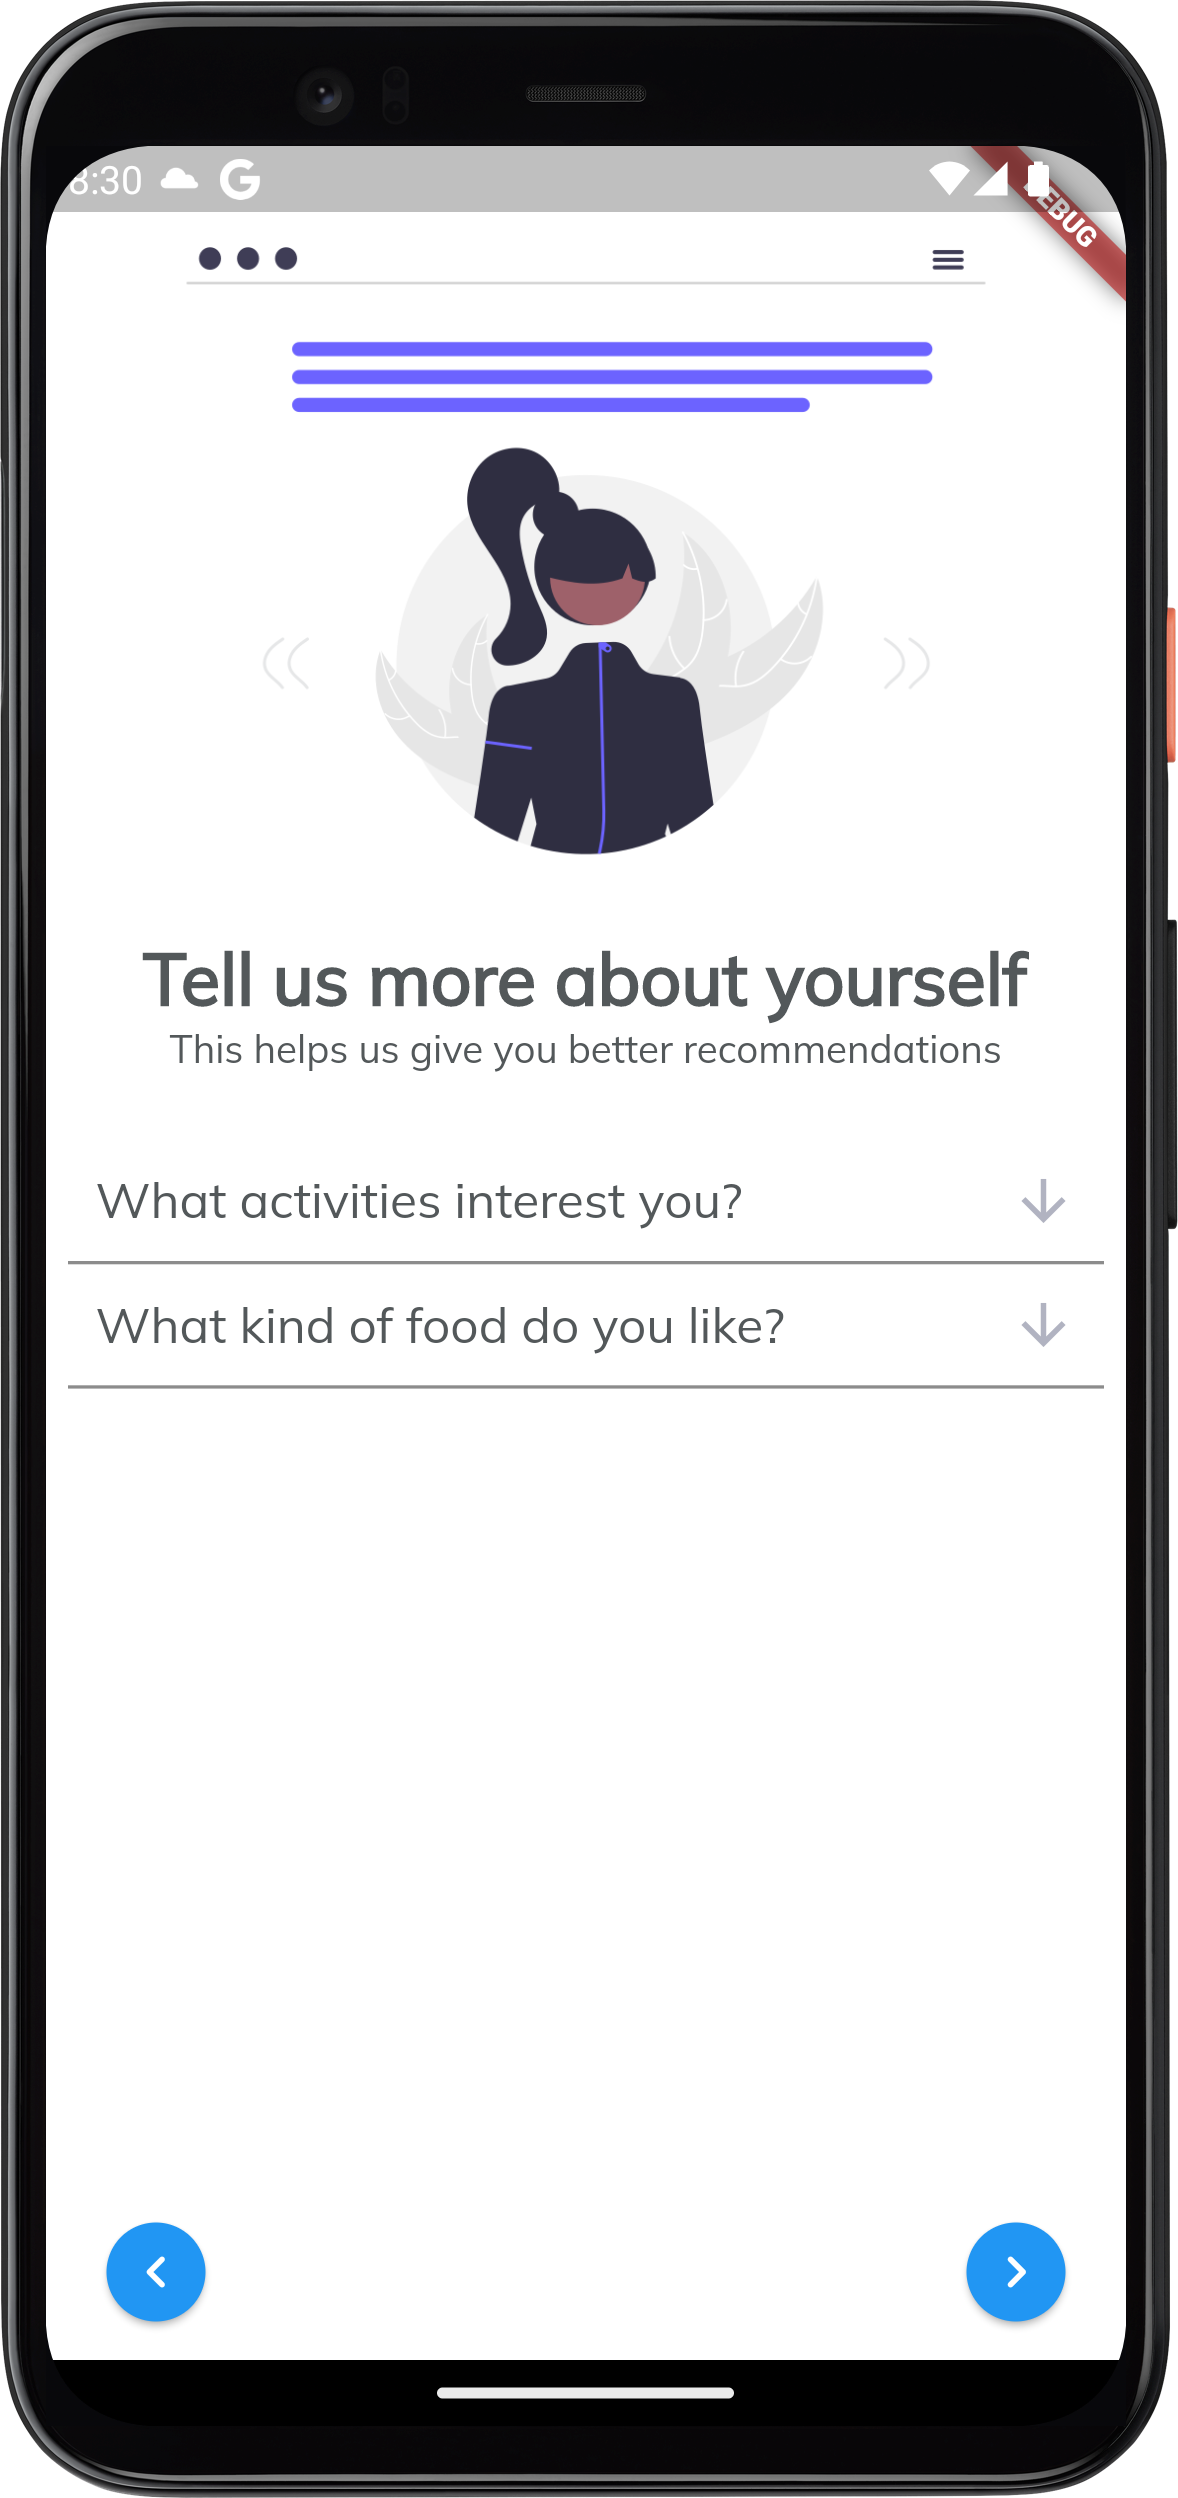 8:30
DEBUG
Tell us more about yourself
This helps us give you better recommendations
What activities interest you?
What kind of food do you like?